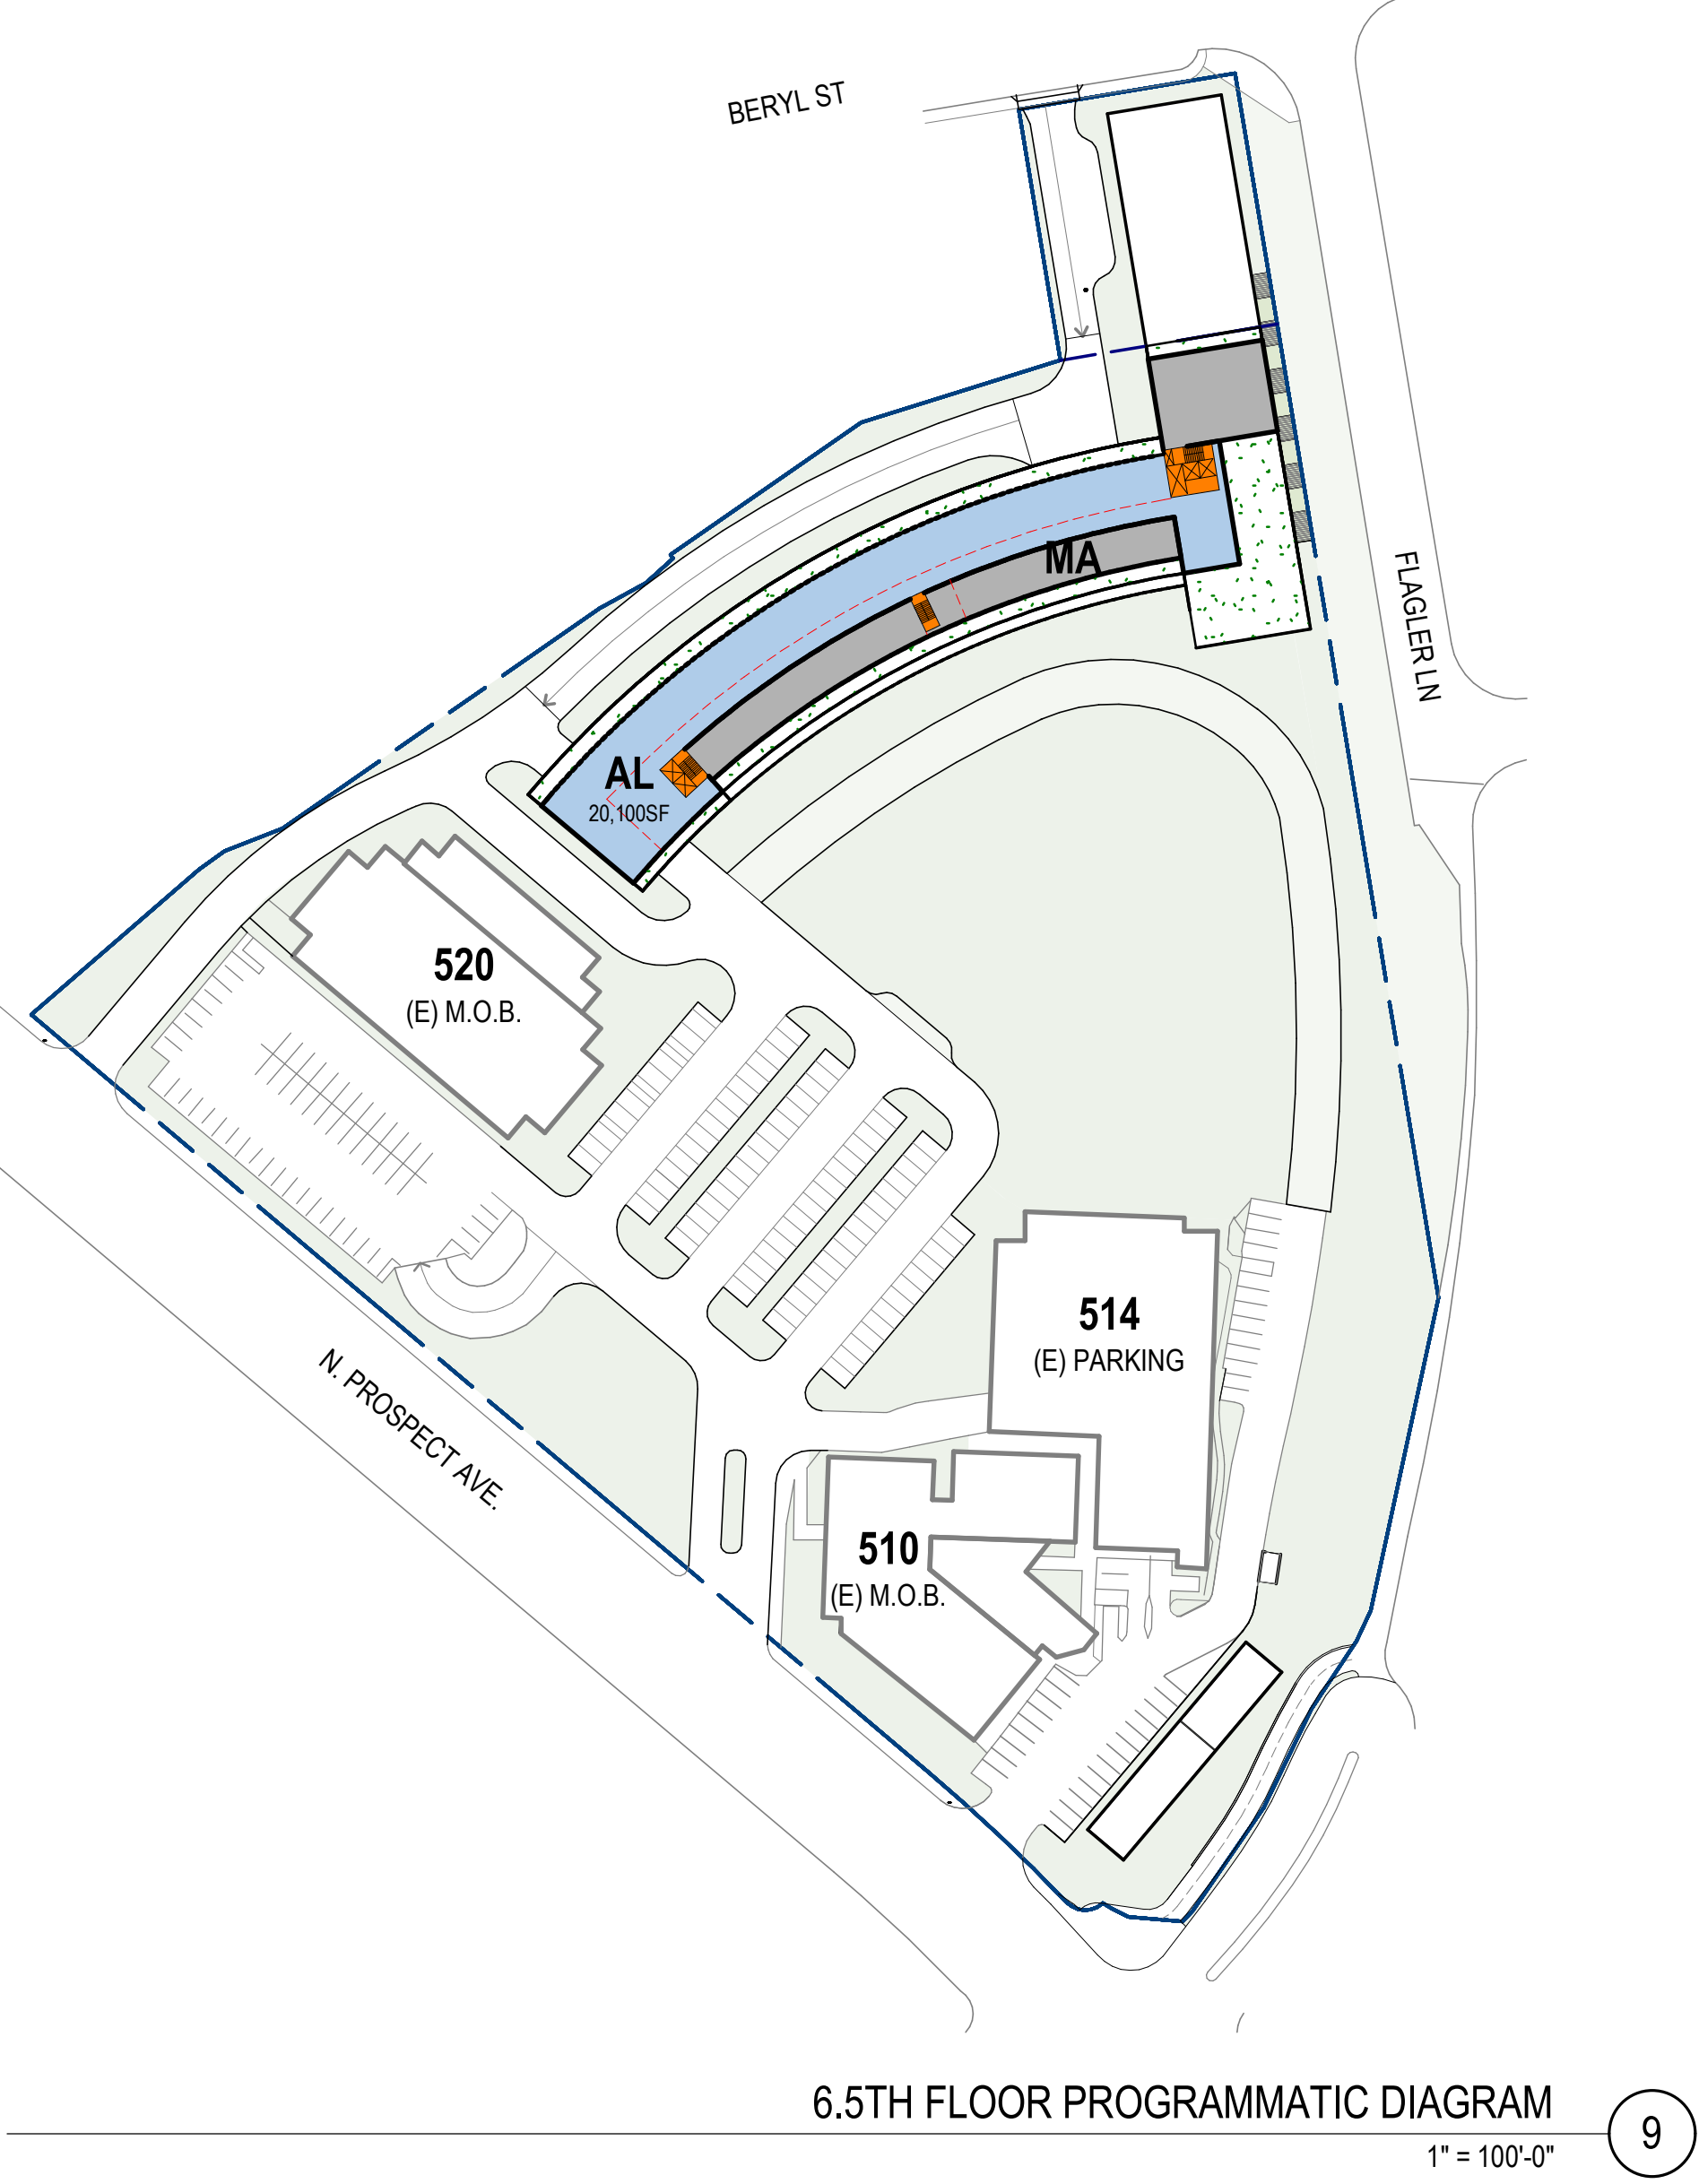 BERYL ST
FLAGLER LN
MA
AL
20,100SF
520
(E) M.O.B.
514
(E) PARKING
N. PROSPECT AVE.
510
(E) M.O.B.
6.5TH FLOOR PROGRAMMATIC DIAGRAM
9
1" = 100'-0"